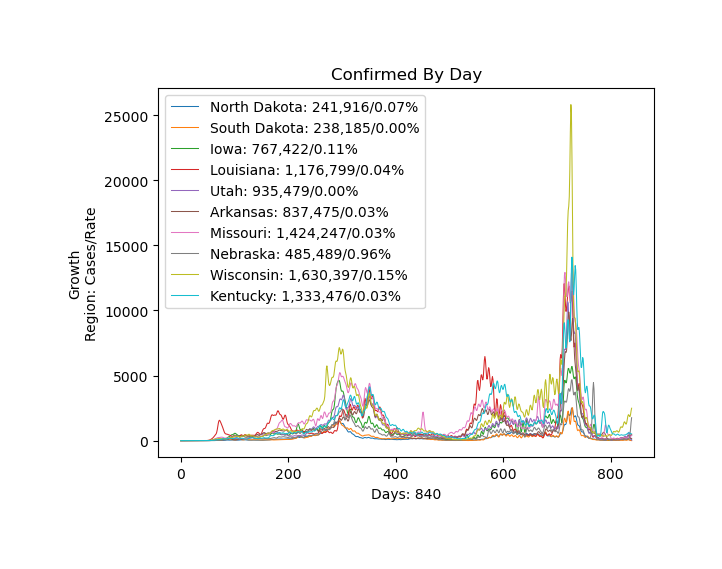 Confirmed By Day
Growth
Region: Cases/Rate
25000
20000
15000
10000
5000
0
North Dakota: 241,916/0.07%
South Dakota: 238,185/0.00%
Iowa: 767,422/0.11%
Louisiana: 1,176,799/0.04%
Utah: 935,479/0.00%
Arkansas: 837,475/0.03%
Missouri: 1,424,247/0.03%
Nebraska: 485,489/0.96%
Wisconsin: 1,630,397/0.15%
Kentucky: 1,333,476/0.03%
0 200 400 600 800
Days: 840